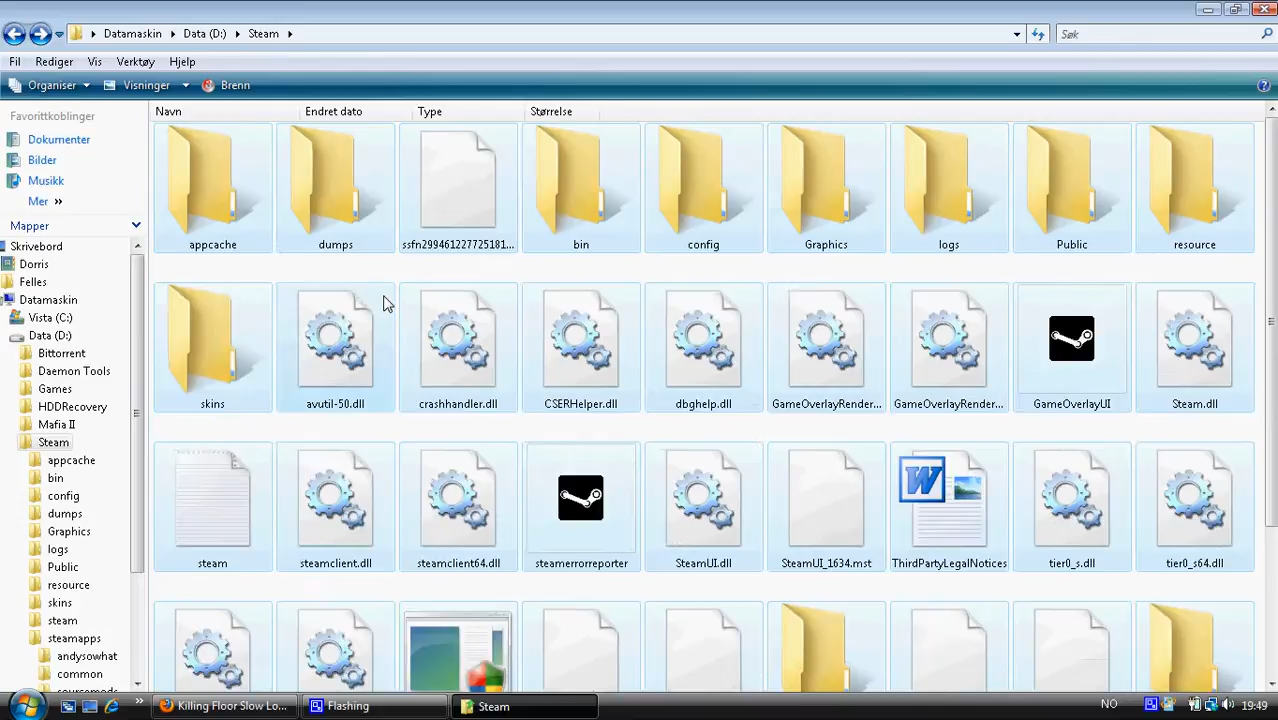 Datamaskin Data (D:) Steam
Søk
Fil Rediger Vis Verktøy Hjelp
Organiser Visninger Brenn
Favorittkoblinger
Dokumenter
Bilder
Musikk
Mer »
Mapper
Skrivebord
Dorris
Felles
Datamaskin
Vista (C:)
Data (D:)
Bittorrent
Daemon Tools
Games
HDDRecovery
Mafia II
Steam
appcache
bin
config
dumps
Graphics
logs
Public
resource
skins
steam
steamapps
andysowhat
common
sourcemods
Navn Endret dato Type Størrelse
appcache dumps ssfn299461227725181... bin config Graphics logs Public resource
skins avutil-50.dll crashhandler.dll CSERHelper.dll dbghelp.dll GameOverlayRender... GameOverlayRender... GameOverlayUI Steam.dll
steam steamclient.dll steamclient64.dll steamerrorreporter SteamUI.dll SteamUI_1634.mst ThirdPartyLegalNotices tier0_s.dll tier0_s64.dll
Killing Floor Slow Lo... Flashing Steam NO 19:49